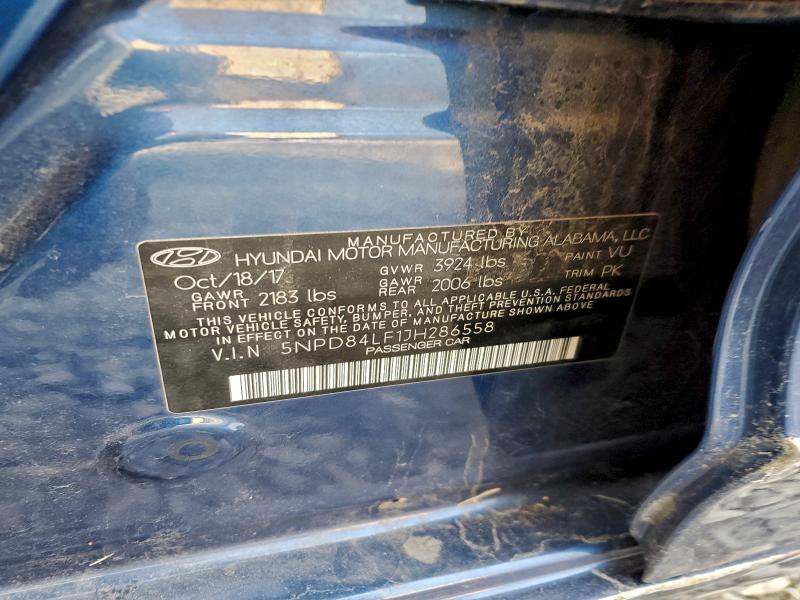 MANUFACTURED BY
HYUNDAI MOTOR MANUFACTURING ALABAMA, LLC
Oct/18/17 GVWR 3924 lbs PAINT VU
GAWR FRONT 2183 lbs GAWR REAR 2006 lbs TRIM PK
THIS VEHICLE CONFORMS TO ALL APPLICABLE U.S.A. FEDERAL
MOTOR VEHICLE SAFETY, BUMPER, AND THEFT PREVENTION STANDARDS
IN EFFECT ON THE DATE OF MANUFACTURE SHOWN ABOVE
V.I.N 5NPD84LF1JH286558
PASSENGER CAR